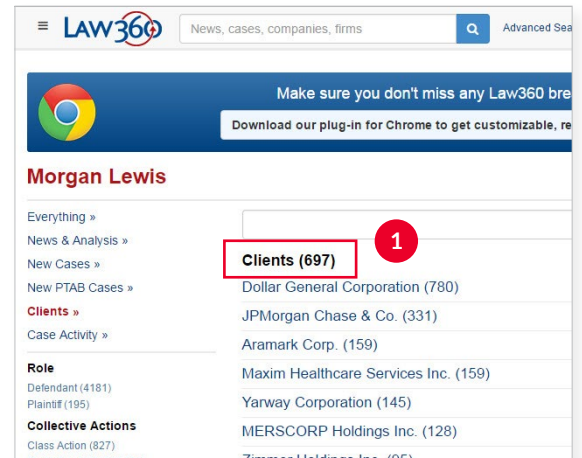 ≡ LAW360
News, cases, companies, firms
Advanced Sea
Make sure you don't miss any Law360 bre
Download our plug-in for Chrome to get customizable, re
Morgan Lewis
Everything »
News & Analysis »
New Cases »
New PTAB Cases »
Clients »
Case Activity »
Role
Defendant (4181)
Plaintiff (195)
Collective Actions
Class Action (827)
1
Clients (697)
Dollar General Corporation (780)
JPMorgan Chase & Co. (331)
Aramark Corp. (159)
Maxim Healthcare Services Inc. (159)
Yarway Corporation (145)
MERSCORP Holdings Inc. (128)